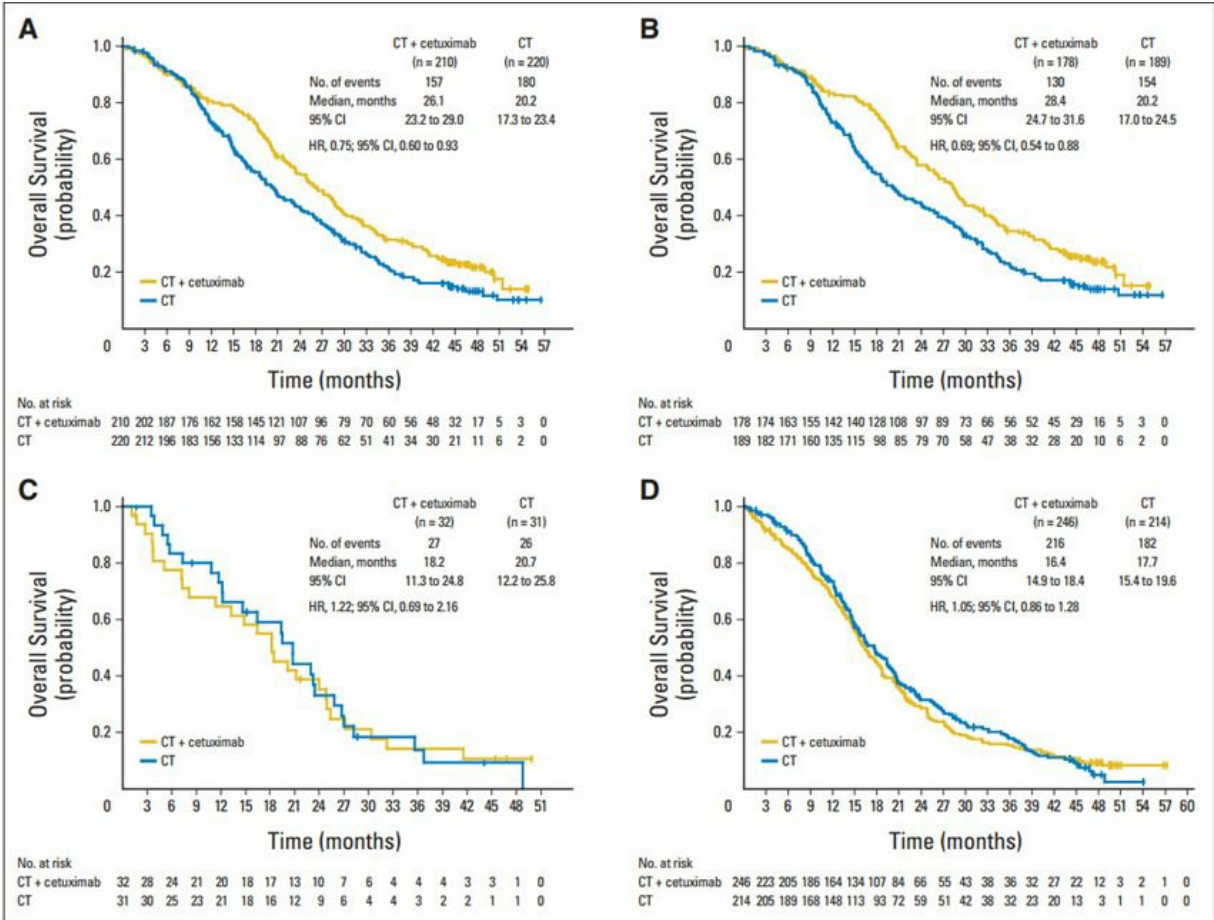 A
1.0
0.8
0.6
0.4
0.2
Overall Survival
(probability)
CT + cetuximab CT
(n = 210) (n = 220)
No. of events 157 180
Median, months 26.1 20.2
95% CI 23.2 to 29.0 17.3 to 23.4
HR, 0.75; 95% CI, 0.60 to 0.93
CT + cetuximab
CT
0 3 6 9 12 15 18 21 24 27 30 33 36 39 42 45 48 51 54 57
Time (months)
No. at risk
CT + cetuximab 210 202 187 176 162 158 145 121 107 96 79 70 60 56 48 32 17 5 3 0
CT 220 212 196 183 156 133 114 97 88 76 62 51 41 34 30 21 11 6 2 0
B
1.0
0.8
0.6
0.4
0.2
Overall Survival
(probability)
CT + cetuximab CT
(n = 178) (n = 189)
No. of events 130 154
Median, months 28.4 20.2
95% CI 24.7 to 31.6 17.0 to 24.5
HR, 0.69; 95% CI, 0.54 to 0.88
CT + cetuximab
CT
0 3 6 9 12 15 18 21 24 27 30 33 36 39 42 45 48 51 54 57
Time (months)
No. at risk
CT + cetuximab 178 174 163 155 142 140 128 108 97 89 73 66 56 52 45 29 16 5 3 0
CT 189 182 171 160 135 115 98 85 79 70 58 47 38 32 28 20 10 6 2 0
C
1.0
0.8
0.6
0.4
0.2
Overall Survival
(probability)
CT + cetuximab CT
(n = 32) (n = 31)
No. of events 27 26
Median, months 18.2 20.7
95% CI 11.3 to 24.8 12.2 to 25.8
HR, 1.22; 95% CI, 0.69 to 2.16
CT + cetuximab
CT
0 3 6 9 12 15 18 21 24 27 30 33 36 39 42 45 48 51
Time (months)
No. at risk
CT + cetuximab 32 28 24 21 20 18 17 13 10 7 6 4 4 4 3 3 1 0
CT 31 30 25 23 21 18 16 12 9 6 4 4 3 2 2 1 1 0
D
1.0
0.8
0.6
0.4
0.2
Overall Survival
(probability)
CT + cetuximab CT
(n = 246) (n = 214)
No. of events 216 182
Median, months 16.4 17.7
95% CI 14.9 to 18.4 15.4 to 19.6
HR, 1.05; 95% CI, 0.86 to 1.28
CT + cetuximab
CT
0 3 6 9 12 15 18 21 24 27 30 33 36 39 42 45 48 51 54 57 60
Time (months)
No. at risk
CT + cetuximab 246 223 205 186 164 134 107 84 66 55 43 38 36 32 27 22 12 3 2 1 0
CT 214 205 189 168 148 113 93 72 59 51 42 38 32 23 20 13 3 1 1 0 0